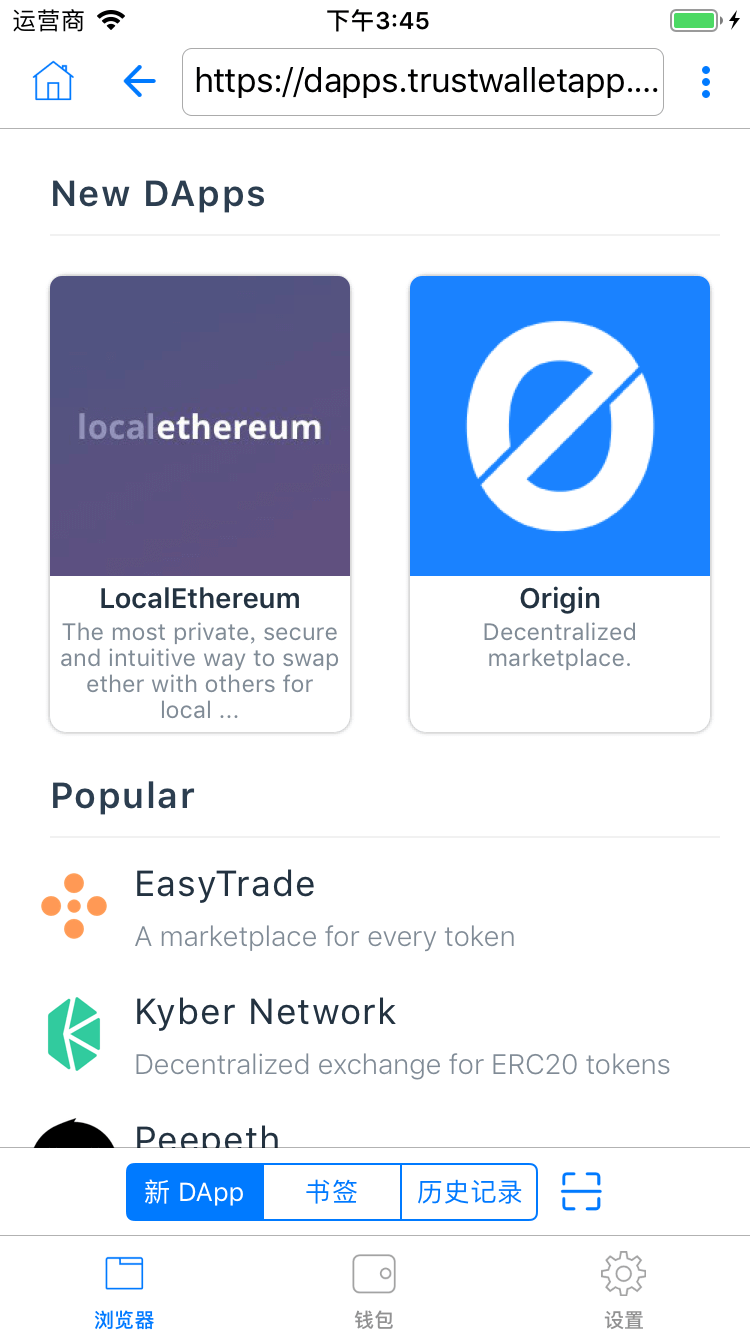 运营商
下午3:45
https://dapps.trustwalletapp....
New DApps
localethereum
LocalEthereum
The most private, secure
and intuitive way to swap
ether with others for
local ...
Origin
Decentralized
marketplace.
Popular
EasyTrade
A marketplace for every token
Kyber Network
Decentralized exchange for ERC20 tokens
Peepeth
新 DApp
书签
历史记录
浏览器
钱包
设置